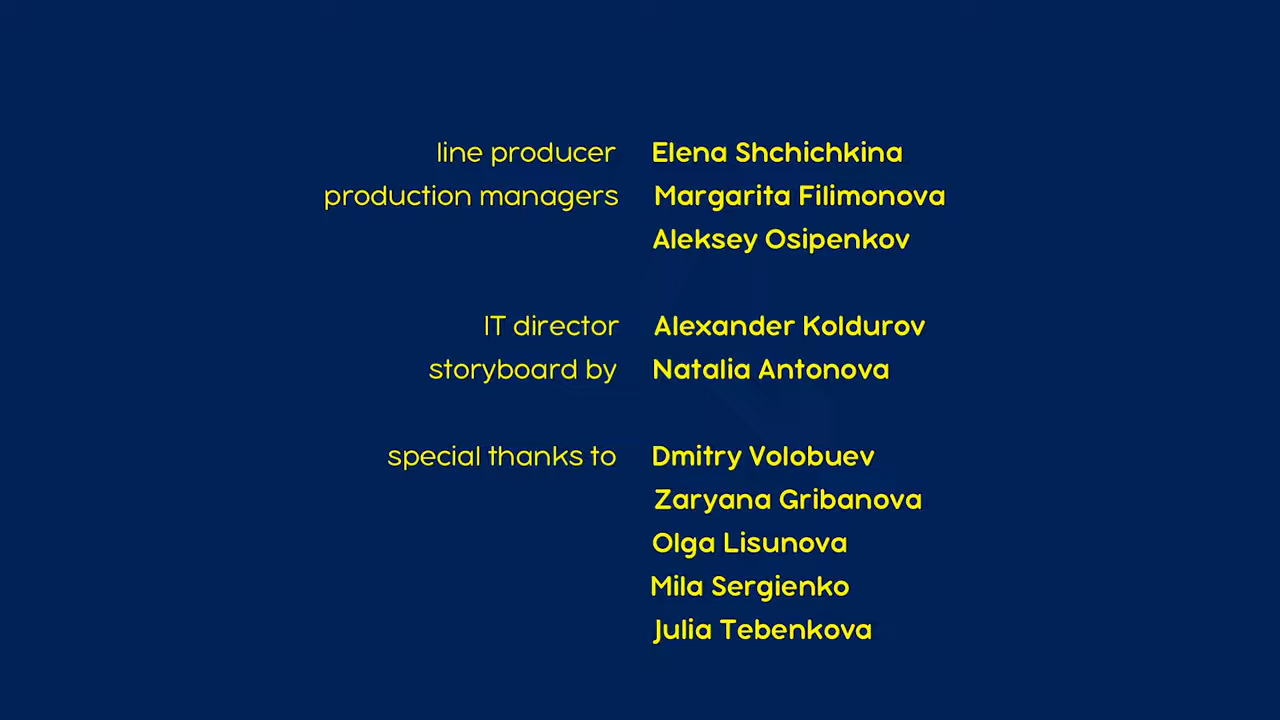 line producer Elena Shchichkina
production managers Margarita Filimonova
Aleksey Osipenkov
IT director Alexander Koldurov
storyboard by Natalia Antonova
special thanks to Dmitry Volobuev
Zaryana Gribanova
Olga Lisunova
Mila Sergienko
Julia Tebenkova